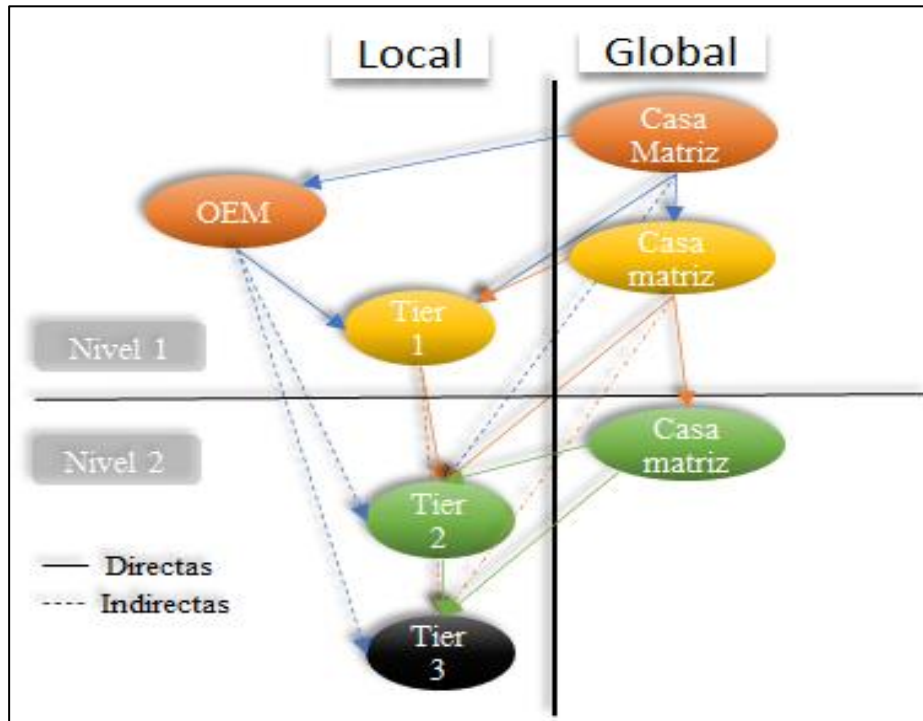 Local
Global
Casa
Matriz
OEM
Casa
matriz
Tier
1
Nivel 1
Casa
matriz
Nivel 2
Tier
2
Directas
Indirectas
Tier
3